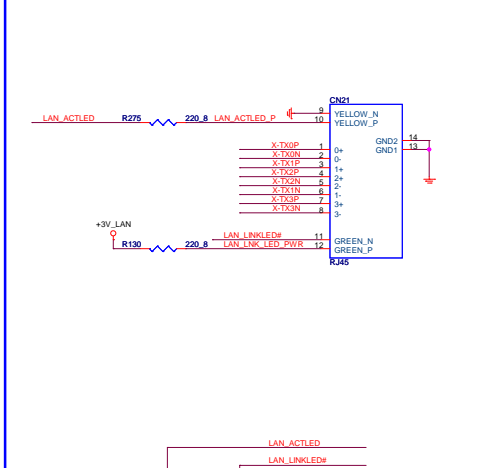 CN21
9 YELLOW_N
LAN_ACTLED R275 220_8 LAN_ACTLED_P 10 YELLOW_P
GND2 14
X-TX0P 1 0+ GND1 13
X-TX0N 2 0-
X-TX1P 3 1+
X-TX2P 4 2+
X-TX2N 5 2-
X-TX1N 6 1-
X-TX3P 7 3+
X-TX3N 8 3-
+3V_LAN
LAN_LINKLED# 11 GREEN_N
R130 220_8 LAN_LNK_LED_PWR 12 GREEN_P
RJ45
LAN_ACTLED
LAN_LINKLED#